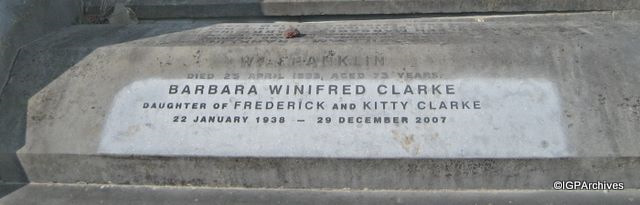 W. FRANKLIN
DIED 25 APRIL 1893, AGED 73 YEARS.
BARBARA WINIFRED CLARKE
DAUGHTER OF FREDERICK AND KITTY CLARKE
22 JANUARY 1938 — 29 DECEMBER 2007
©IGPArchives